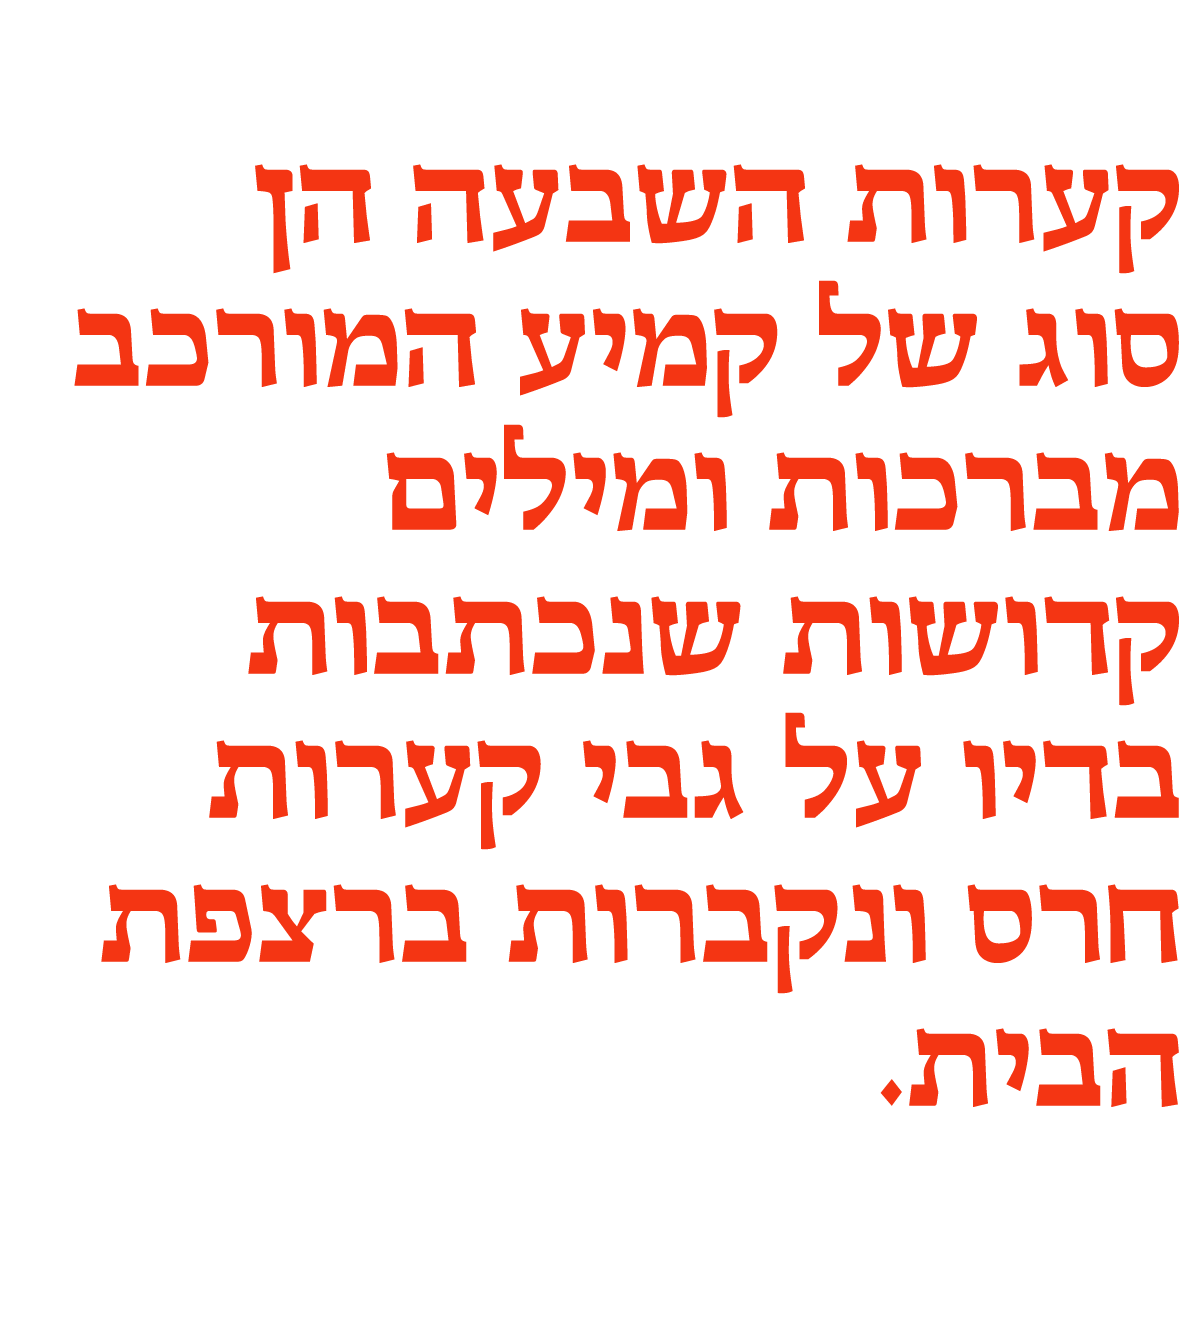 קערות השבעה הן
סוג של קמיע המורכב
מברכות ומילים
קדושות שנכתבות
בדיו על גבי קערות
חרס ונקברות ברצפת
הבית.